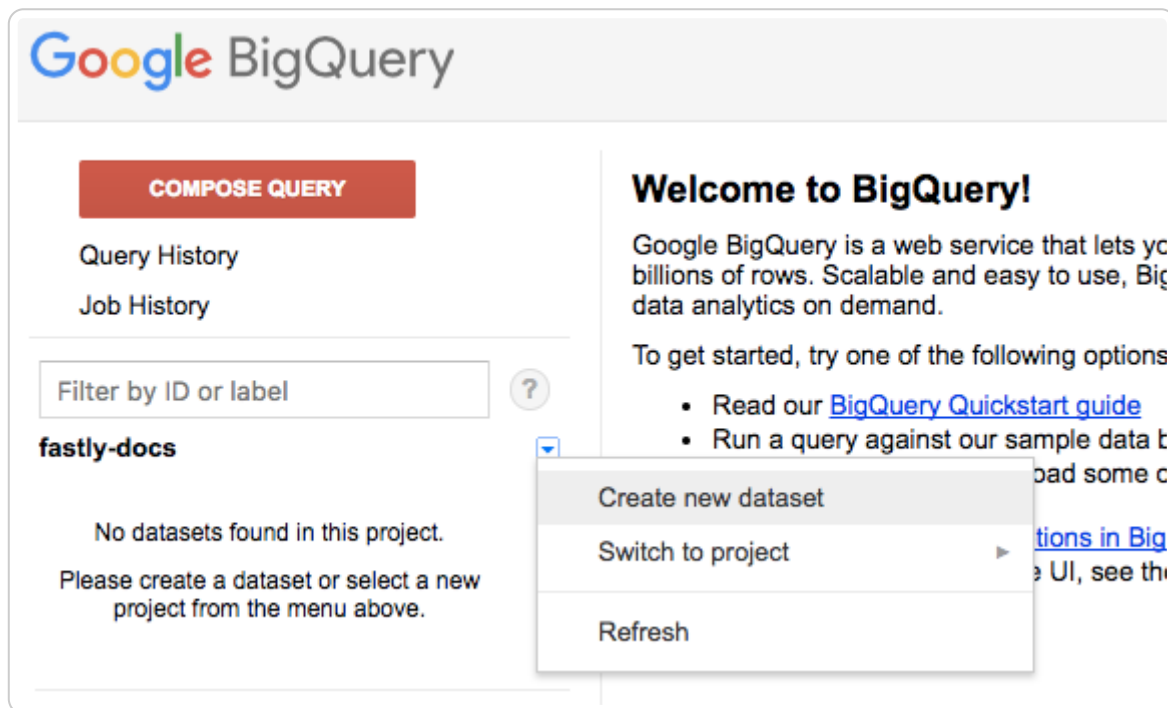 Google BigQuery
COMPOSE QUERY
Query History
Job History
Filter by ID or label
?
fastly-docs
No datasets found in this project.
Please create a dataset or select a new
project from the menu above.
Welcome to BigQuery!
Google BigQuery is a web service that lets
billions of rows. Scalable and easy to use,
data analytics on demand.
To get started, try one of the following options
Read our BigQuery Quickstart guide
Run a query against our sample data
some
in Big
UI, see
Create new dataset
Switch to project
Refresh